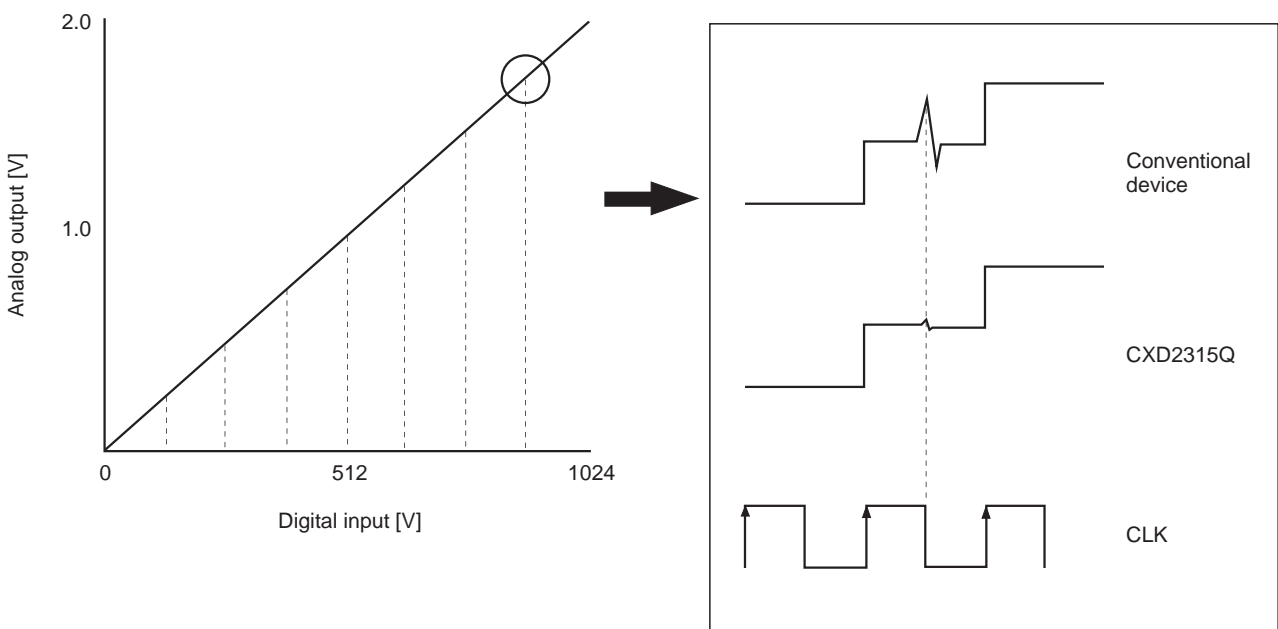 2.0
1.0
Analog output [V]
0
512
1024
Digital input [V]
Conventional
device
CXD2315Q
CLK